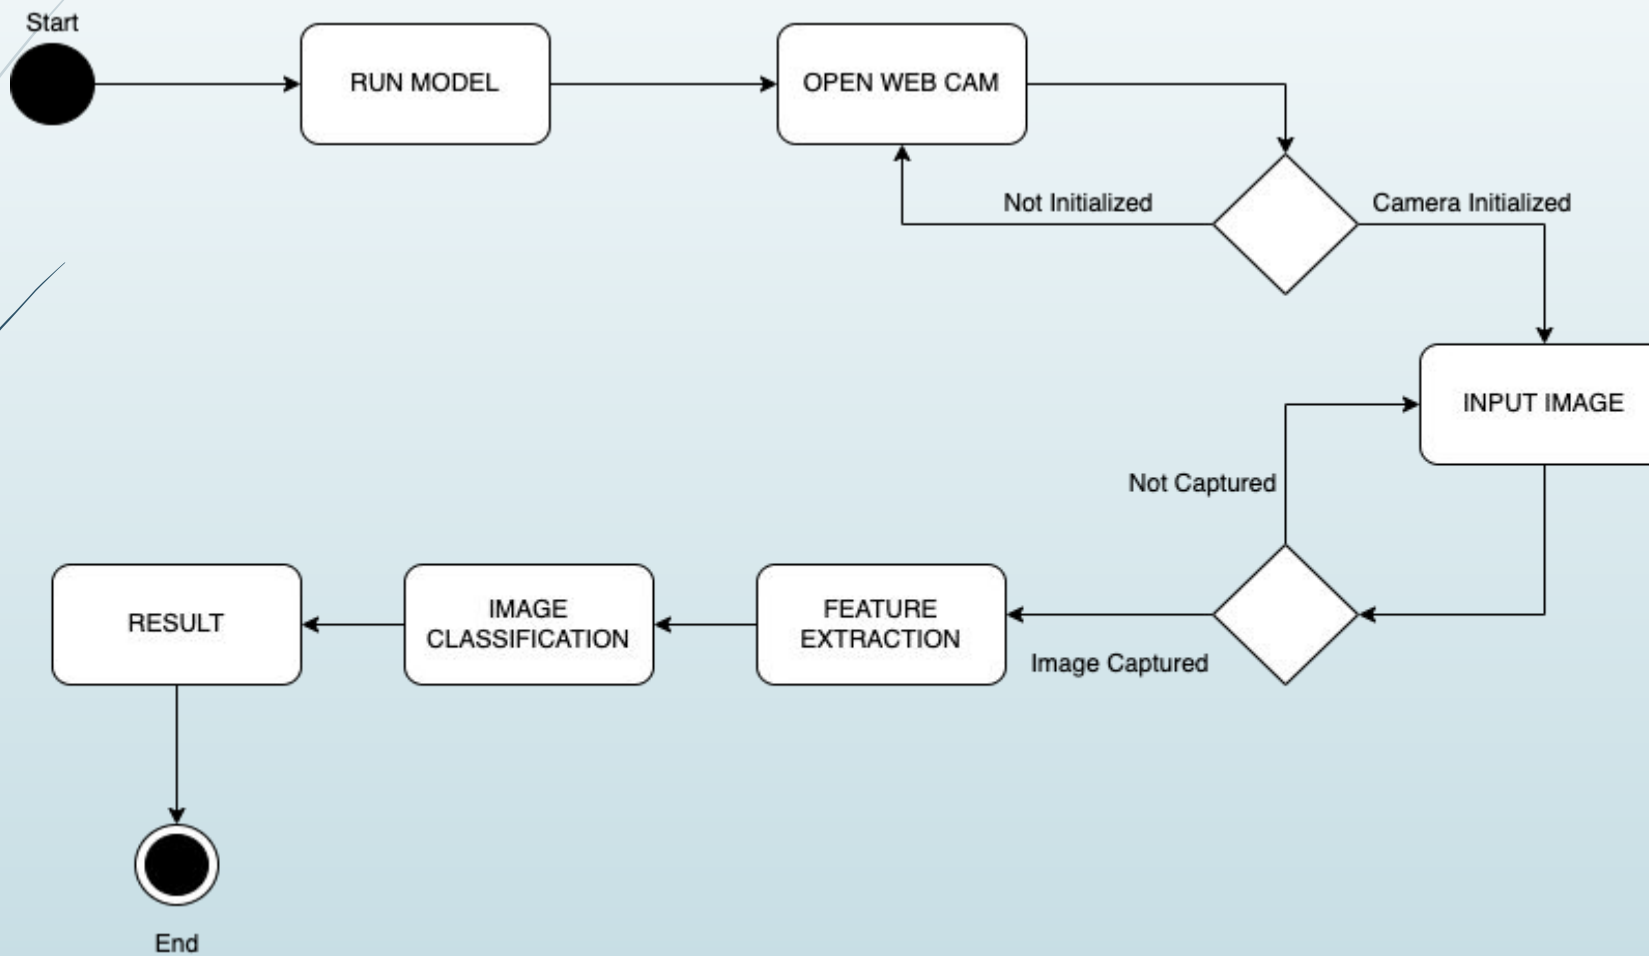 Start
RUN MODEL
OPEN WEB CAM
Not Initialized
Camera Initialized
INPUT IMAGE
Not Captured
RESULT
IMAGE
CLASSIFICATION
FEATURE
EXTRACTION
Image Captured
End